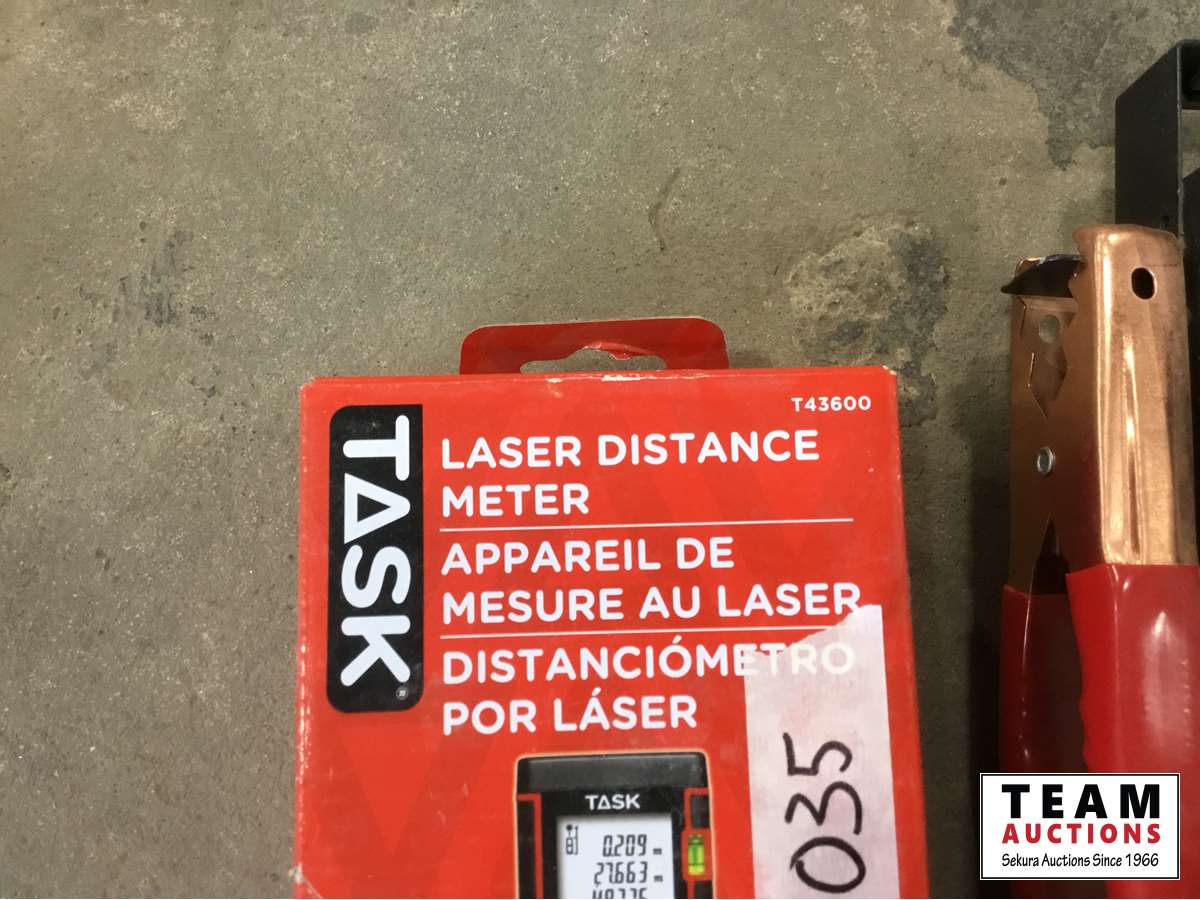 T43600
TASK
®
LASER DISTANCE
METER
APPAREIL DE
MESURE AU LASER
DISTANCIÓMETRO
POR LÁSER
TASK
0.209 m
27.663 m
035
TEAM
AUCTIONS
Sekura Auctions Since 1966